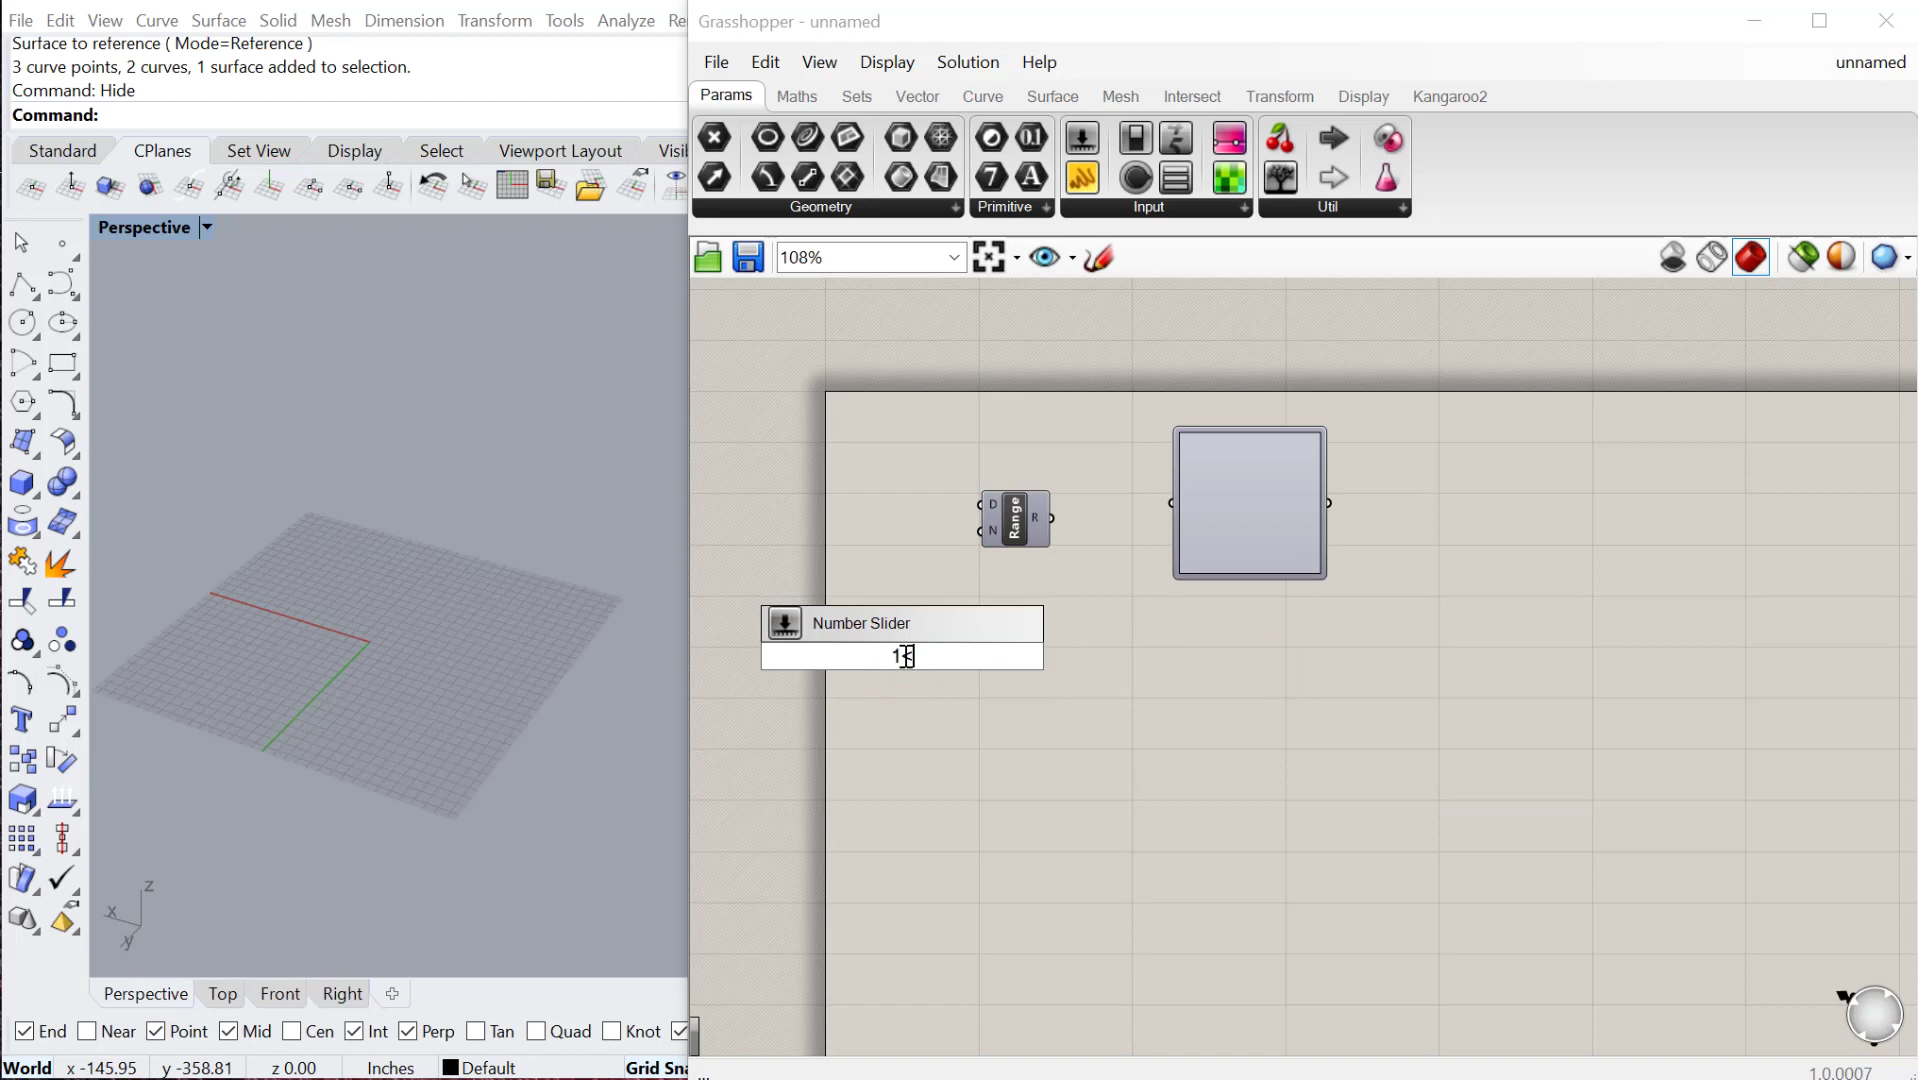 File Edit View Curve Surface Solid Mesh Dimension Transform Tools Analyze Re
Surface to reference ( Mode=Reference )
3 curve points, 2 curves, 1 surface added to selection.
Command: Hide
Command:
Standard CPlanes Set View Display Select Viewport Layout Visi
Perspective
z
x
y
Perspective Top Front Right
End Near Point Mid Cen Int Perp Tan Quad Knot
World x -145.95 y -358.81 z 0.00 Inches Default Grid Sna
Grasshopper - unnamed
File Edit View Display Solution Help unnamed
Params Maths Sets Vector Curve Surface Mesh Intersect Transform Display Kangaroo2
Geometry Primitive Input Util
108%
D
N
Range
R
Number Slider
1<
1.0.0007